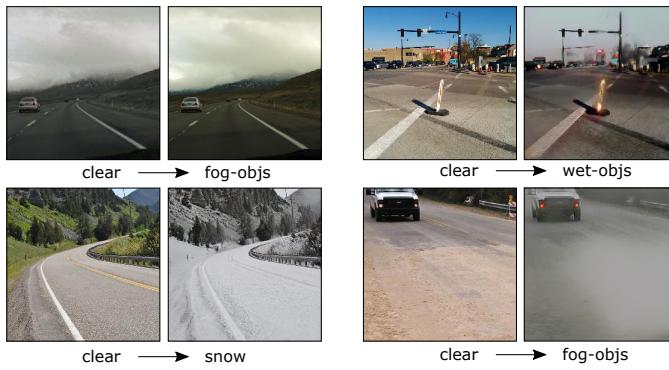 clear → fog-objs
clear → wet-objs
clear → snow
clear → fog-objs